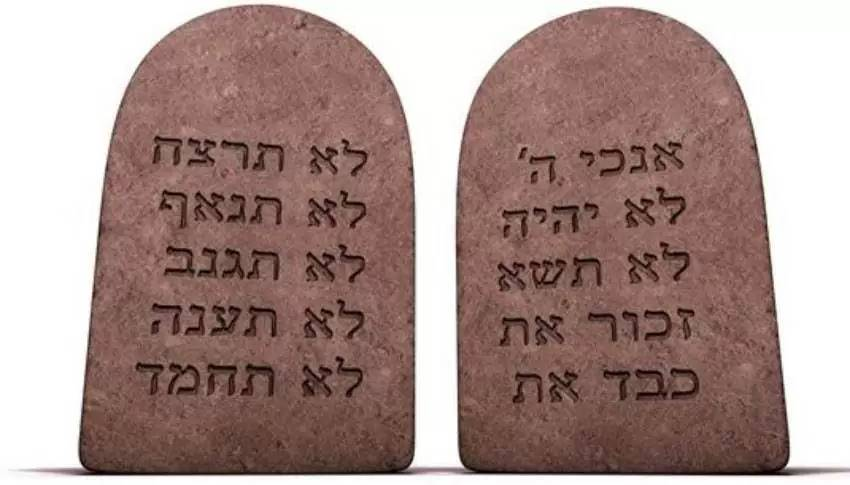 אנכי ה'
לא יהיה
לא תשא
זכור את
כבד את
לא תרצח
לא תנאף
לא תגנב
לא תענה
לא תחמד